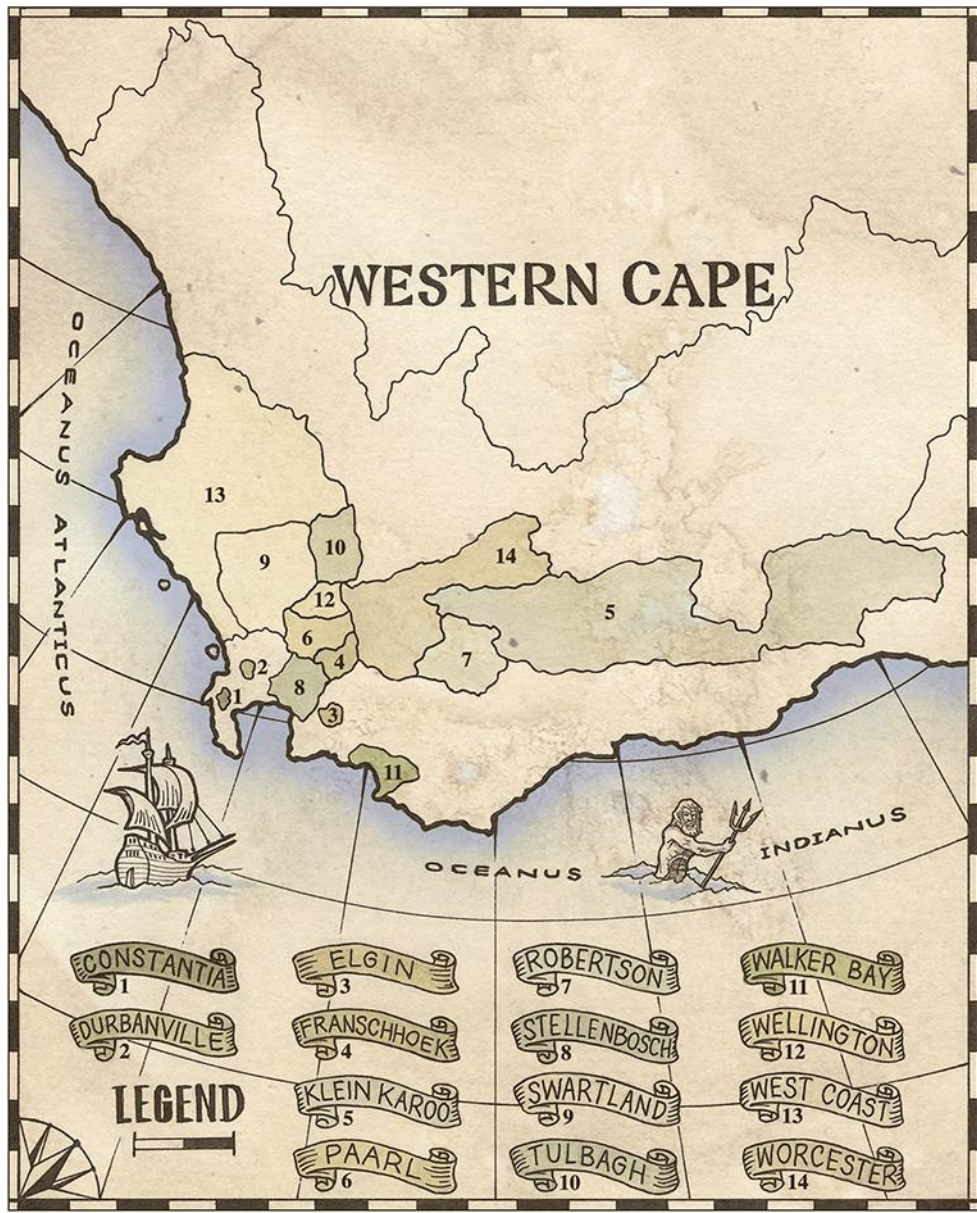 WESTERN CAPE
OCEANUS ATLANTICUS
13
10
9
14
12
5
6
4
7
2
8
1
3
11
OCEANUS INDIANUS
CONSTANTIA
1
ELGIN
3
ROBERTSON
7
WALKER BAY
11
DURBANVILLE
2
FRANSCHHOEK
4
STELLENBOSCH
8
WELLINGTON
12
LEGEND
KLEIN KAROO
5
SWARTLAND
9
WEST COAST
13
PAARL
6
TULBAGH
10
WORCESTER
14